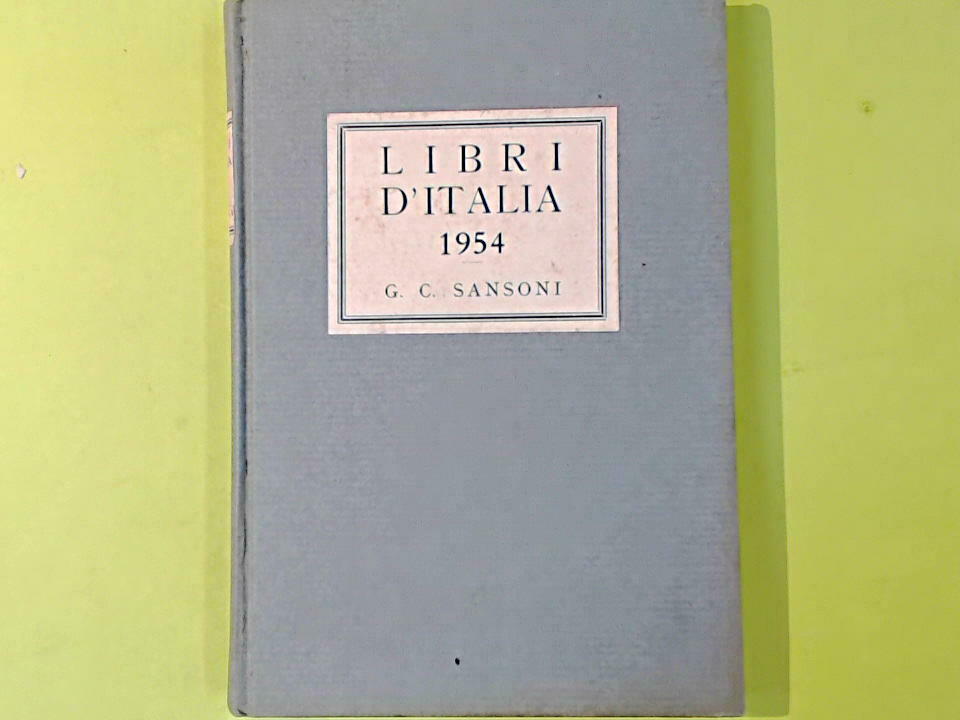 LIBRI
D'ITALIA
1954
G. C. SANSONI